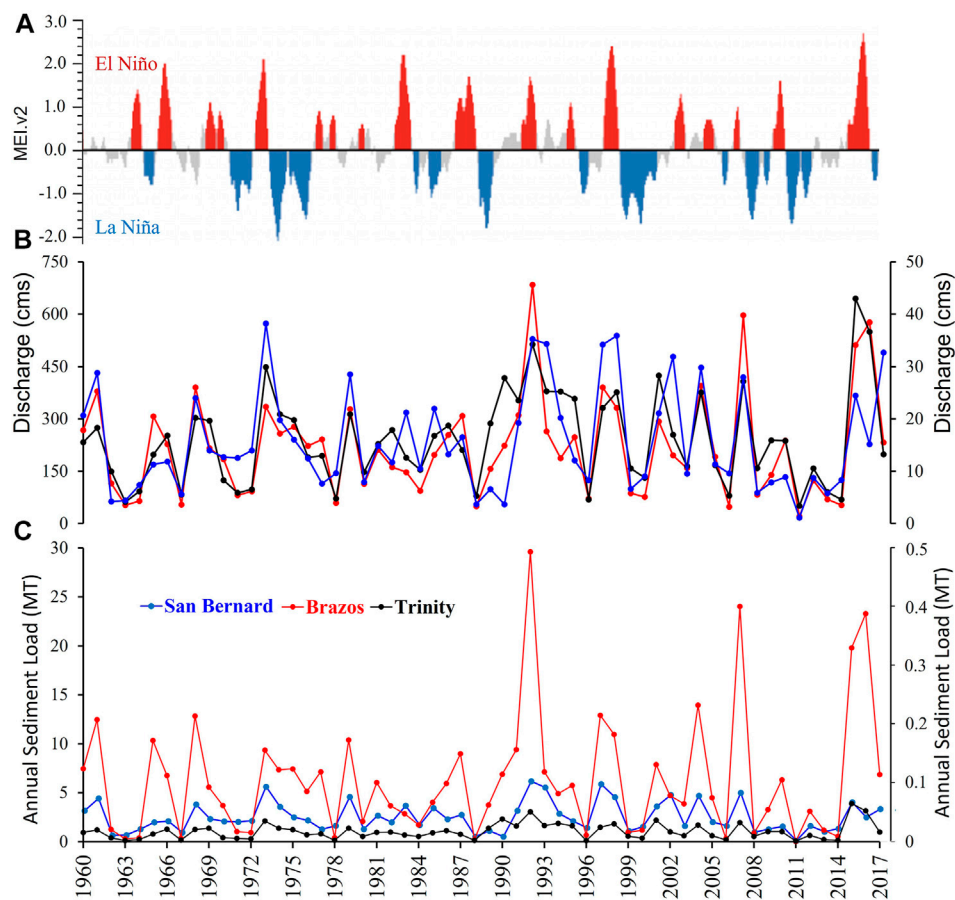 A
3.0
2.0
1.0
0.0
-1.0
-2.0
MEI.v2
El Niño
La Niña
B
750
600
450
300
150
0
Discharge (cms)
50
40
30
20
10
0
Discharge (cms)
C
30
25
20
15
10
5
0
Annual Sediment Load (MT)
0.5
0.4
0.3
0.2
0.1
0
Annual Sediment Load (MT)
San Bernard Brazos Trinity
1960 1963 1966 1969 1972 1975 1978 1981 1984 1987 1990 1993 1996 1999 2002 2005 2008 2011 2014 2017